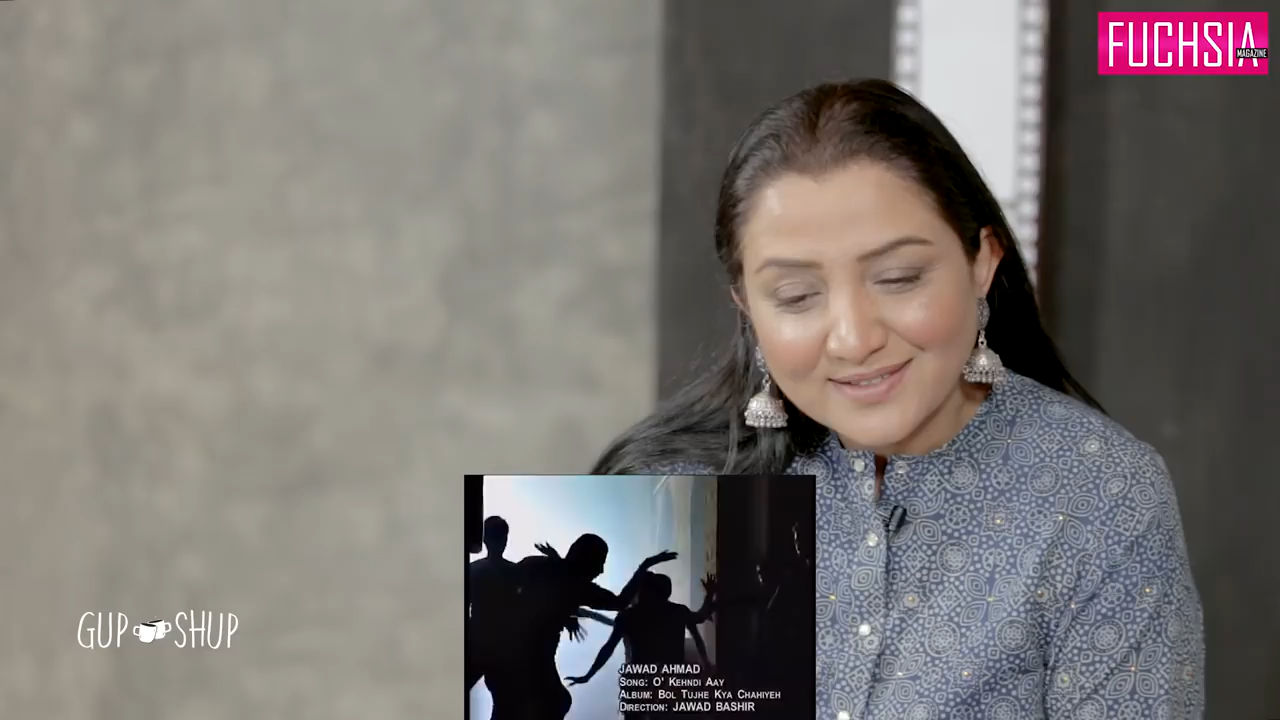 FUCHSIA
MAGAZINE
GUP SHUP
JAWAD AHMAD
SONG: O' KEHNDI AAY
ALBUM: BOL TUJHE KYA CHAHIYEH
DIRECTION: JAWAD BASHIR